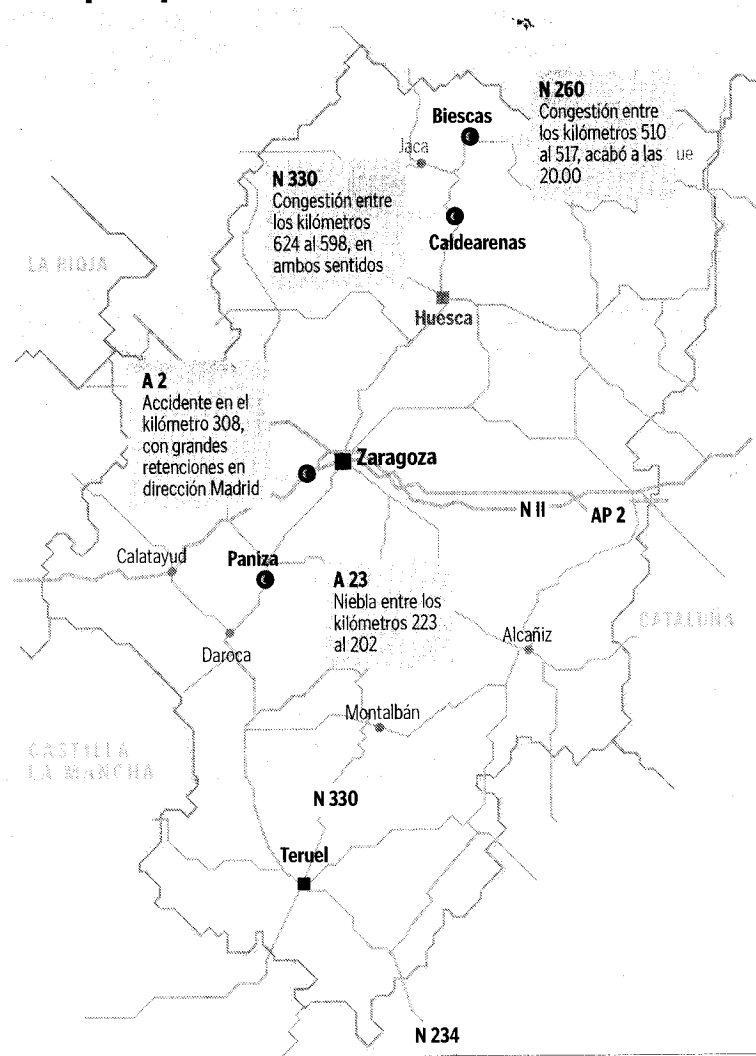 N 260
Congestión entre
los kilómetros 510
al 517, acabó a las
20.00
Biescas
Jaca
ue
N 330
Congestión entre
los kilómetros
624 al 598, en
ambos sentidos
Caldearenas
LA RIOJA
Huesca
A 2
Accidente en el
kilómetro 308,
con grandes
retenciones en
dirección Madrid
Zaragoza
N II
AP 2
Calatayud
Paniza
A 23
Niebla entre los
kilómetros 223
al 202
CATALUÑA
Alcañiz
Daroca
Montalbán
CASTILLA
LA MANCHA
N 330
Teruel
N 234